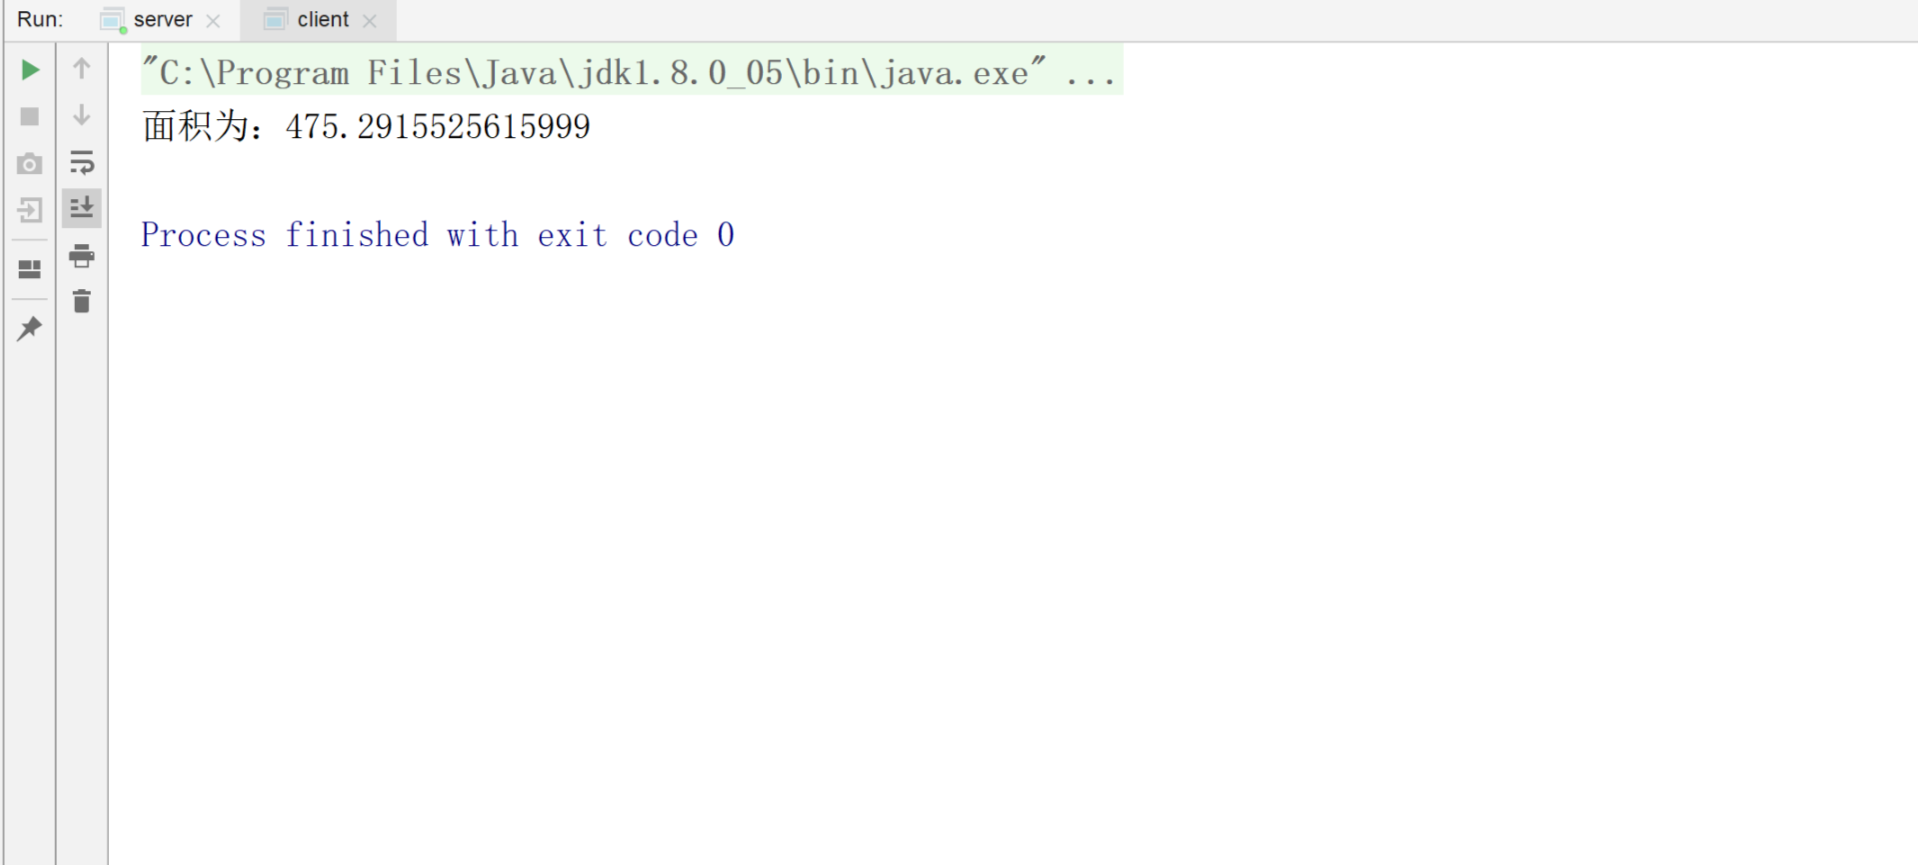 Run: server client
"C:\Program Files\Java\jdk1.8.0_05\bin\java.exe" ...
面积为：475.2915525615999
Process finished with exit code 0